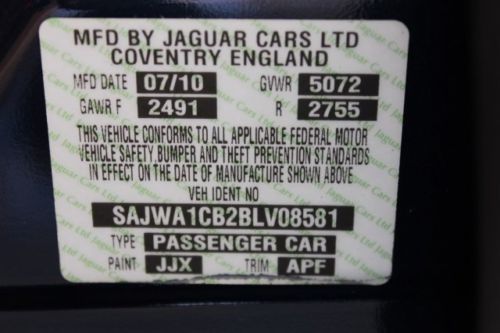 MFD BY JAGUAR CARS LTD
COVENTRY ENGLAND
MFD DATE 07/10 GVWR 5072
GAWR F 2491 R 2755
THIS VEHICLE CONFORMS TO ALL APPLICABLE FEDERAL MOTOR
VEHICLE SAFETY,BUMPER AND THEFT PREVENTION STANDARDS
IN EFFECT ON THE DATE OF MANUFACTURE SHOWN ABOVE.
VEH IDENT NO
SAJWA1CB2BLV08581
TYPE PASSENGER CAR
PAINT JJX TRIM APF